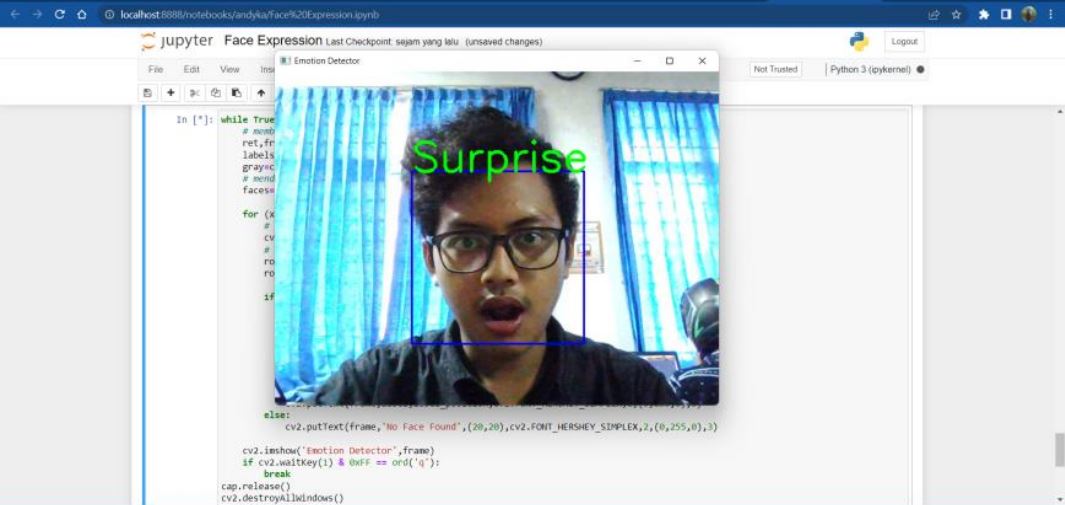 localhost:8888/notebooks/andyka/Face%20Expression.ipynb
jupyter Face Expression Last Checkpoint: sejam yang lalu (unsaved changes)
Logout
File Edit View Inse
Not Trusted Python 3 (ipykernel)
Emotion Detector
Surprise
In [*]: while True
# memb
ret,fr
labels
gray=c
# mend
faces=
for (x
#
cv
#
ro
ro
if
else:
cv2.putText(frame,'No Face Found',(20,20),cv2.FONT_HERSHEY_SIMPLEX,2,(0,255,0),3)
cv2.imshow('Emotion Detector',frame)
if cv2.waitKey(1) & 0xFF == ord('q'):
break
cap.release()
cv2.destroyAllWindows()